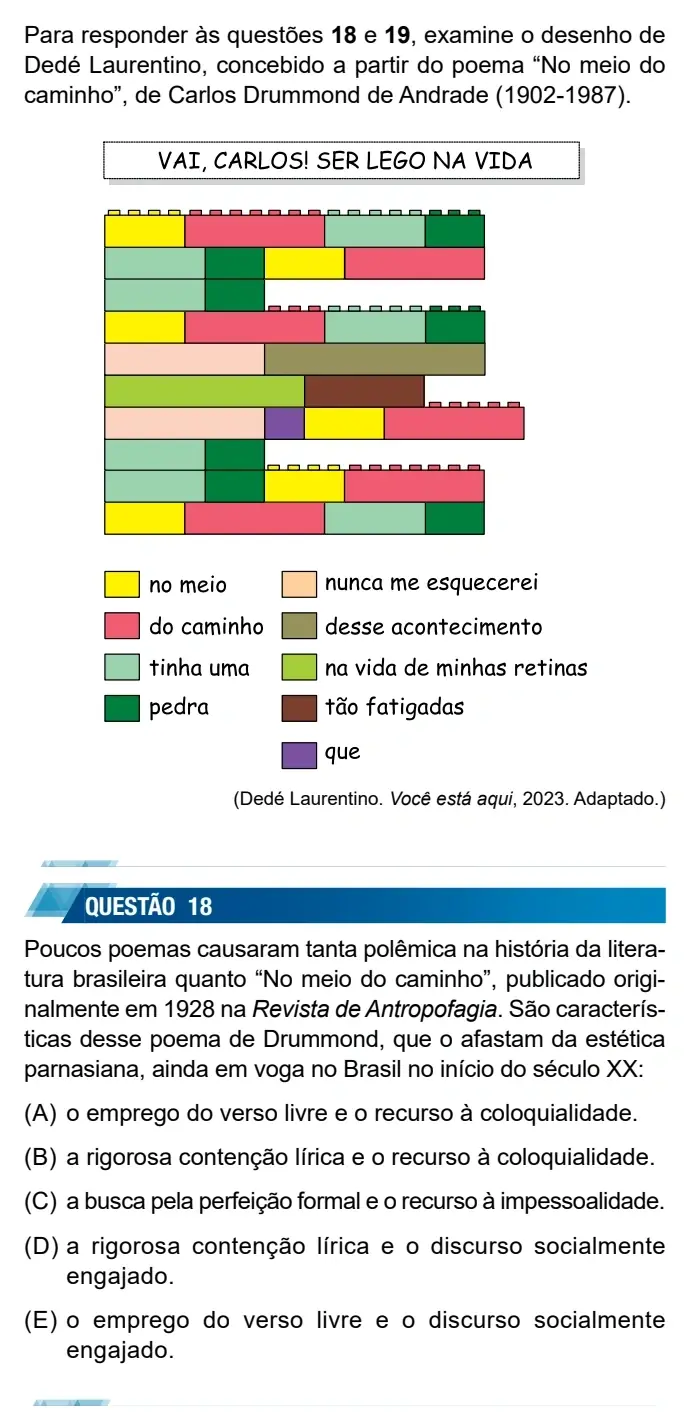 Para responder às questões 18 e 19, examine o desenho de
Dedé Laurentino, concebido a partir do poema “No meio do
caminho”, de Carlos Drummond de Andrade (1902-1987).
VAI, CARLOS! SER LEGO NA VIDA
no meio
do caminho
tinha uma
pedra
nunca me esquecerei
desse acontecimento
na vida de minhas retinas
tão fatigadas
que
(Dedé Laurentino. Você está aqui, 2023. Adaptado.)
QUESTÃO 18
Poucos poemas causaram tanta polêmica na história da litera-
tura brasileira quanto “No meio do caminho”, publicado origi-
nalmente em 1928 na Revista de Antropofagia. São caracterís-
ticas desse poema de Drummond, que o afastam da estética
parnasiana, ainda em voga no Brasil no início do século XX:
(A) o emprego do verso livre e o recurso à coloquialidade.
(B) a rigorosa contenção lírica e o recurso à coloquialidade.
(C) a busca pela perfeição formal e o recurso à impessoalidade.
(D) a rigorosa contenção lírica e o discurso socialmente
engajado.
(E) o emprego do verso livre e o discurso socialmente
engajado.